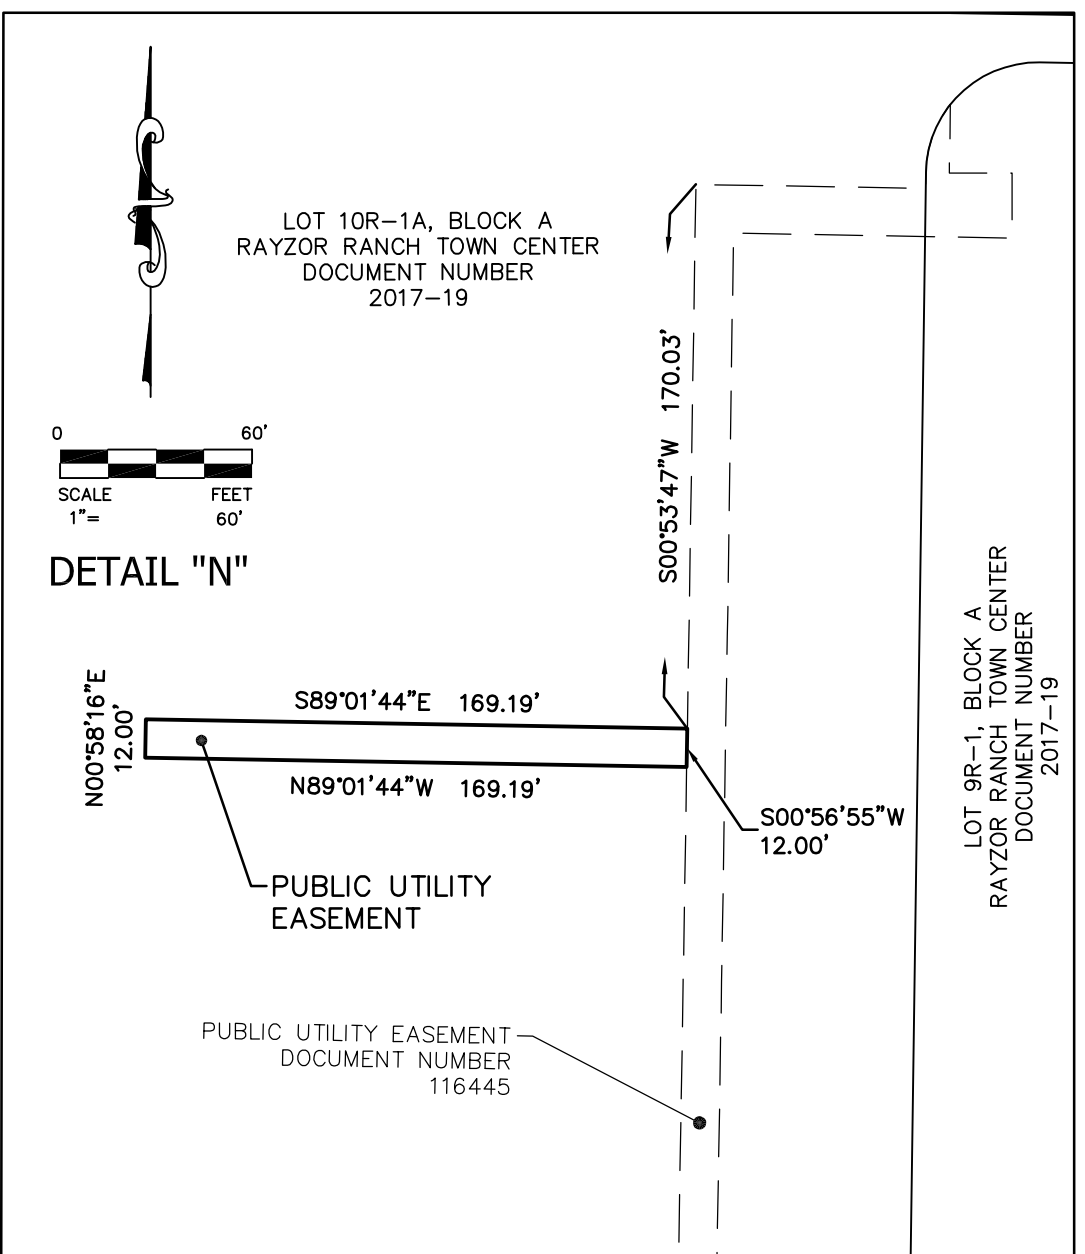 LOT 10R-1A, BLOCK A
RAYZOR RANCH TOWN CENTER
DOCUMENT NUMBER
2017-19
0 60'
SCALE FEET
1"= 60'
DETAIL "N"
S00°53'47"W 170.03'
N00°58'16"E
12.00'
S89°01'44"E 169.19'
N89°01'44"W 169.19'
S00°56'55"W
12.00'
PUBLIC UTILITY
EASEMENT
PUBLIC UTILITY EASEMENT
DOCUMENT NUMBER
116445
LOT 9R-1, BLOCK A
RAYZOR RANCH TOWN CENTER
DOCUMENT NUMBER
2017-19